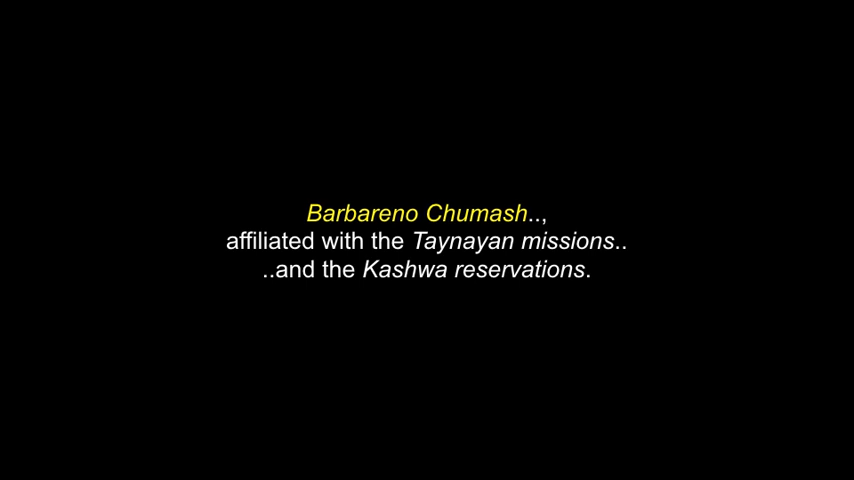 Barbareno Chumash..,
affiliated with the Taynayan missions..
..and the Kashwa reservations.